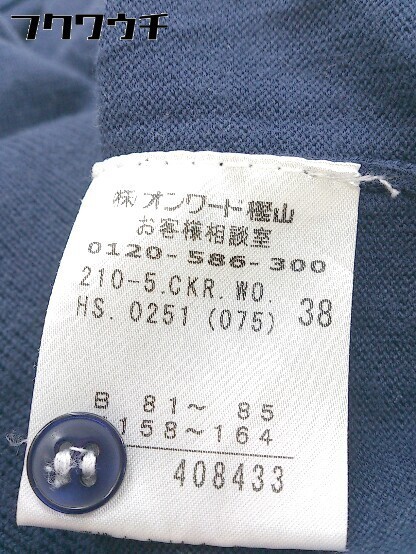 フクワウチ
㈱オンワード樫山
お客様相談室
0120-586-300
210-5.CKR.WO.
HS. 0251 (075) 38
B 81～ 85
158～164
408433